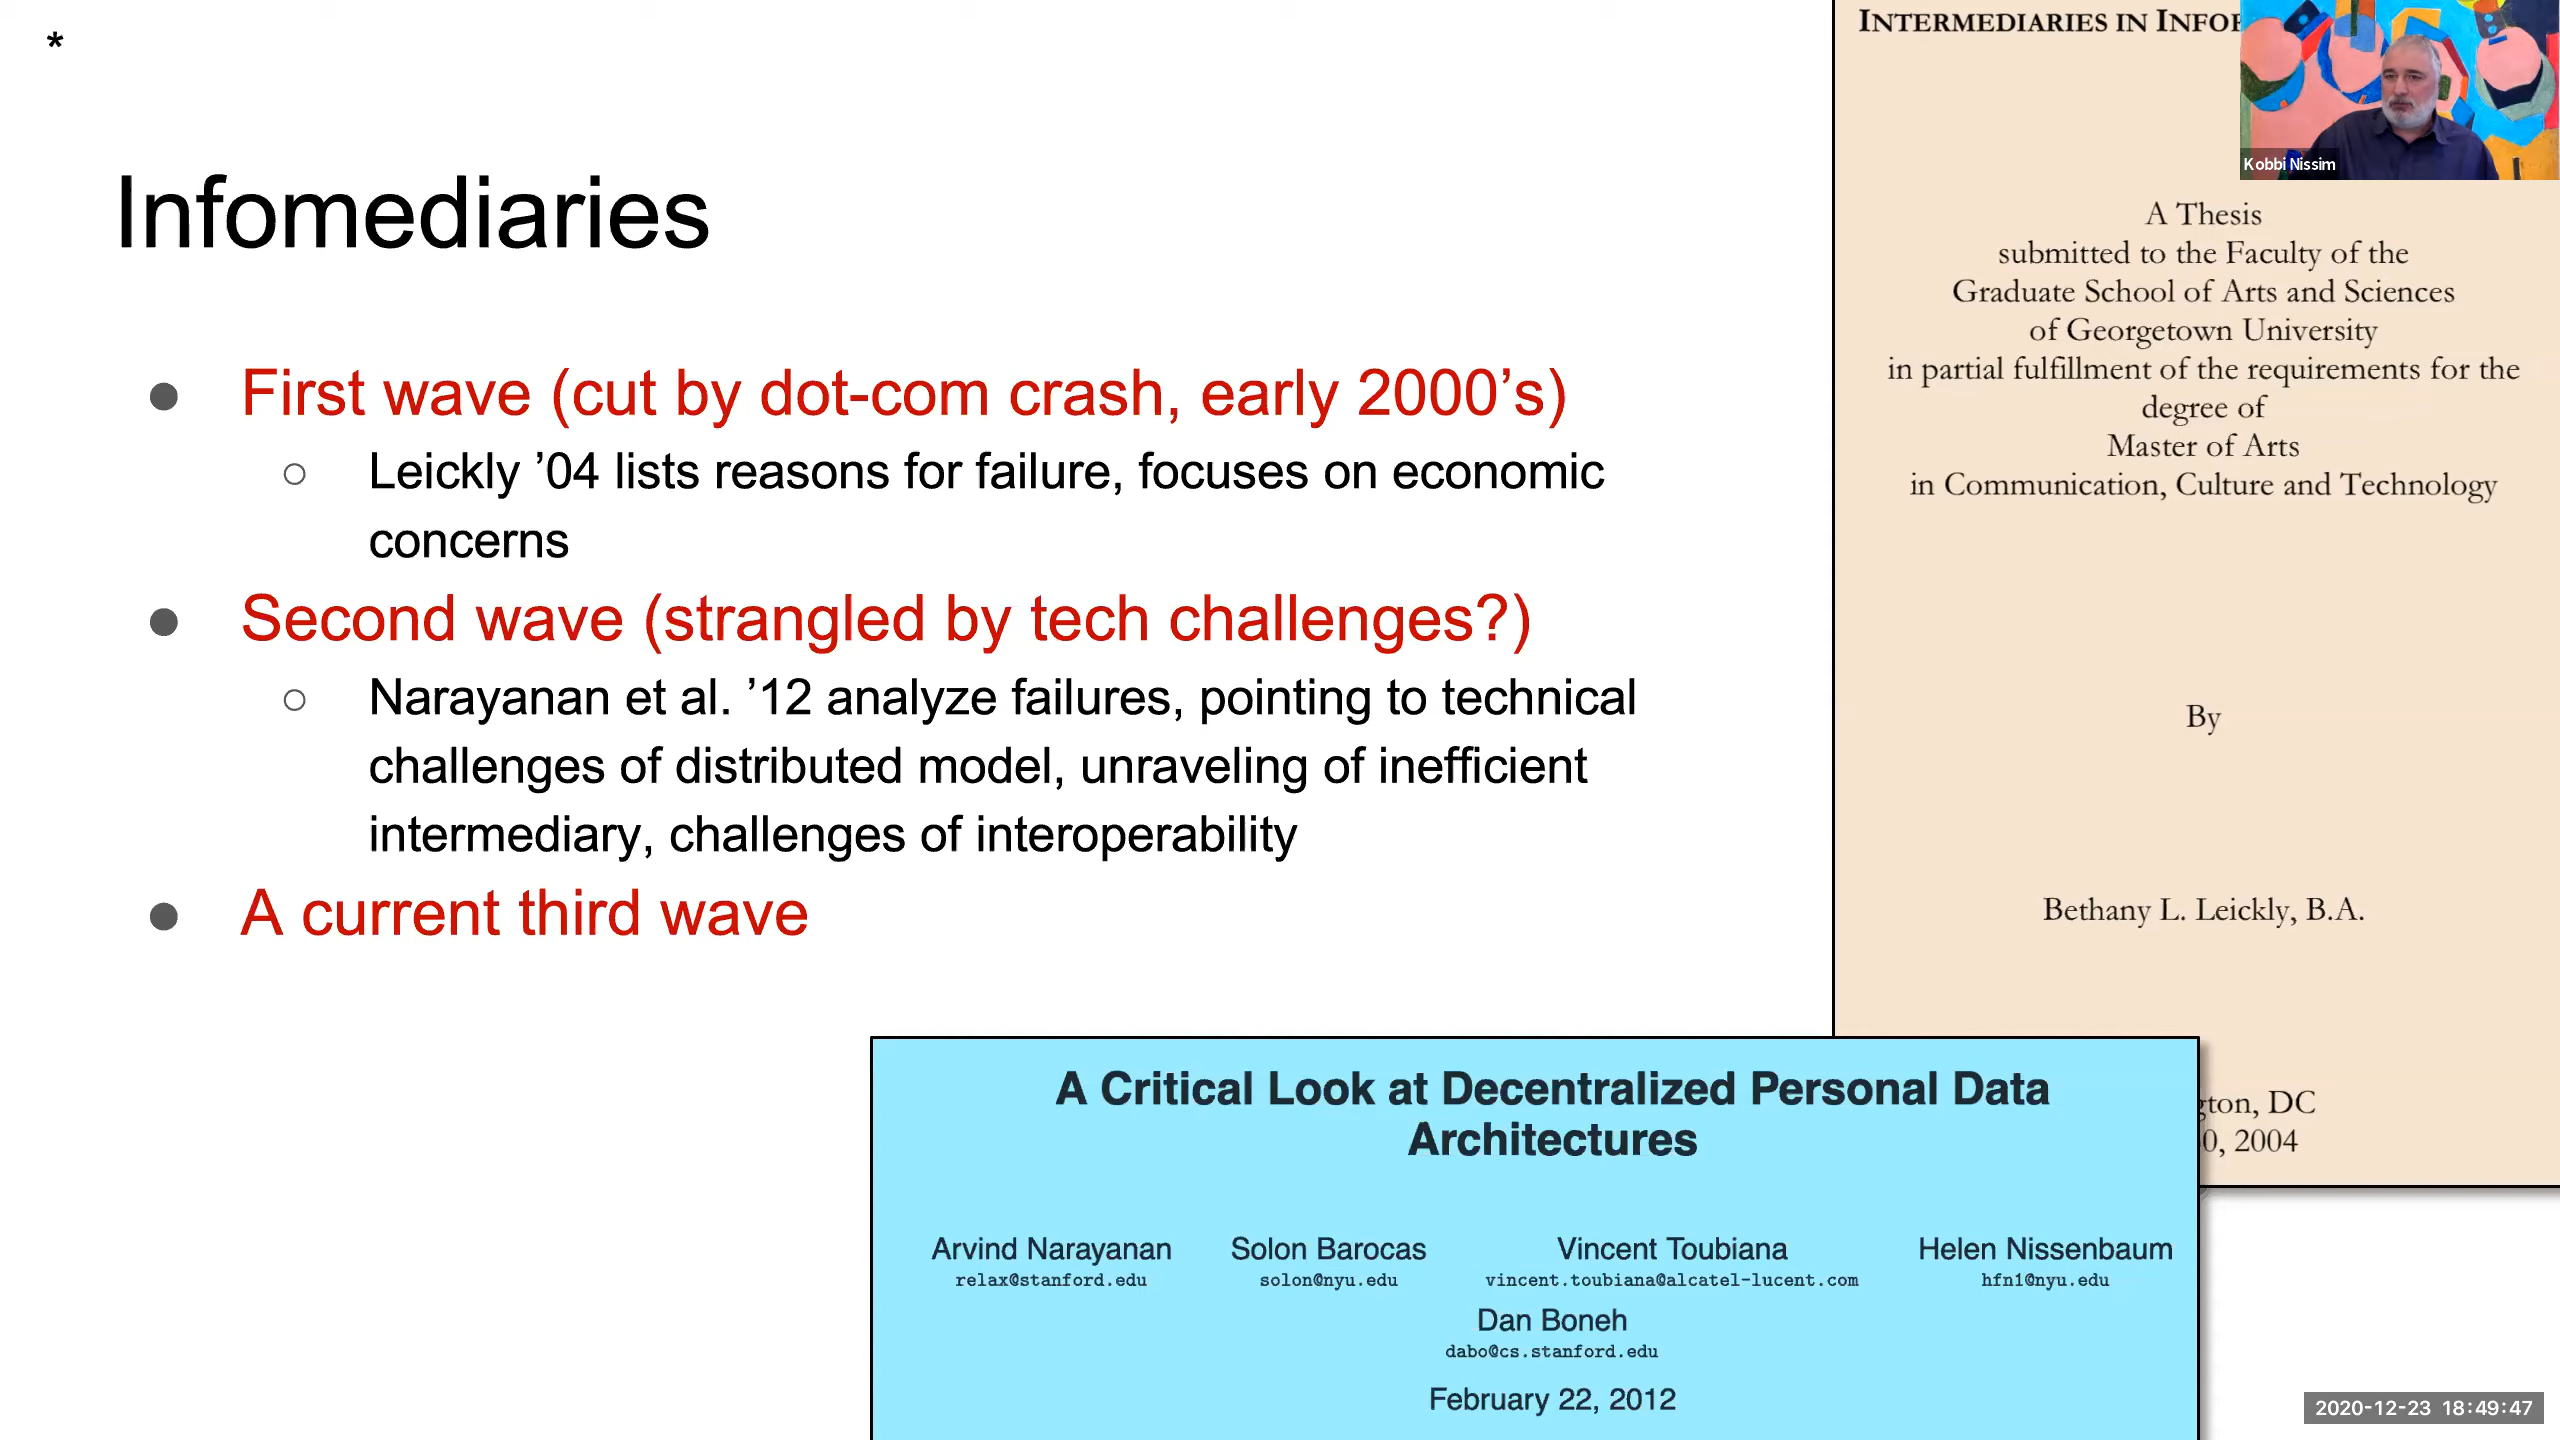 *
Infomediaries
● First wave (cut by dot-com crash, early 2000’s)
○ Leickly ’04 lists reasons for failure, focuses on economic
concerns
● Second wave (strangled by tech challenges?)
○ Narayanan et al. ’12 analyze failures, pointing to technical
challenges of distributed model, unraveling of inefficient
intermediary, challenges of interoperability
● A current third wave
INTERMEDIARIES IN
Kobbi Nissim
A Thesis
submitted to the Faculty of the
Graduate School of Arts and Sciences
of Georgetown University
in partial fulfillment of the requirements for the
degree of
Master of Arts
in Communication, Culture and Technology
By
Bethany L. Leickly, B.A.
DC
2004
A Critical Look at Decentralized Personal Data
Architectures
Arvind Narayanan Solon Barocas Vincent Toubiana Helen Nissenbaum
relax@stanford.edu solon@nyu.edu vincent.toubiana@alcatel-lucent.com hfn1@nyu.edu
Dan Boneh
dabo@cs.stanford.edu
February 22, 2012
2020-12-23 18:49:47